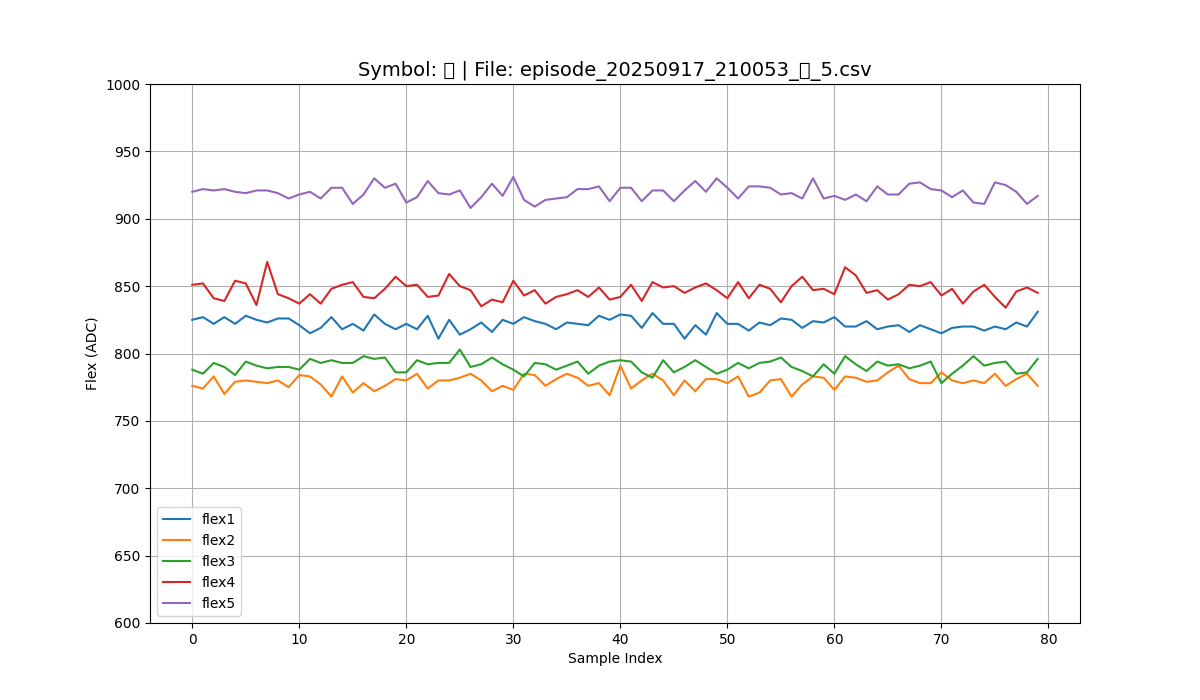 Symbol: ▯ | File: episode_20250917_210053_▯_5.csv
1000
950
900
850
800
750
700
650
600
Flex (ADC)
flex1
flex2
flex3
flex4
flex5
0 10 20 30 40 50 60 70 80
Sample Index